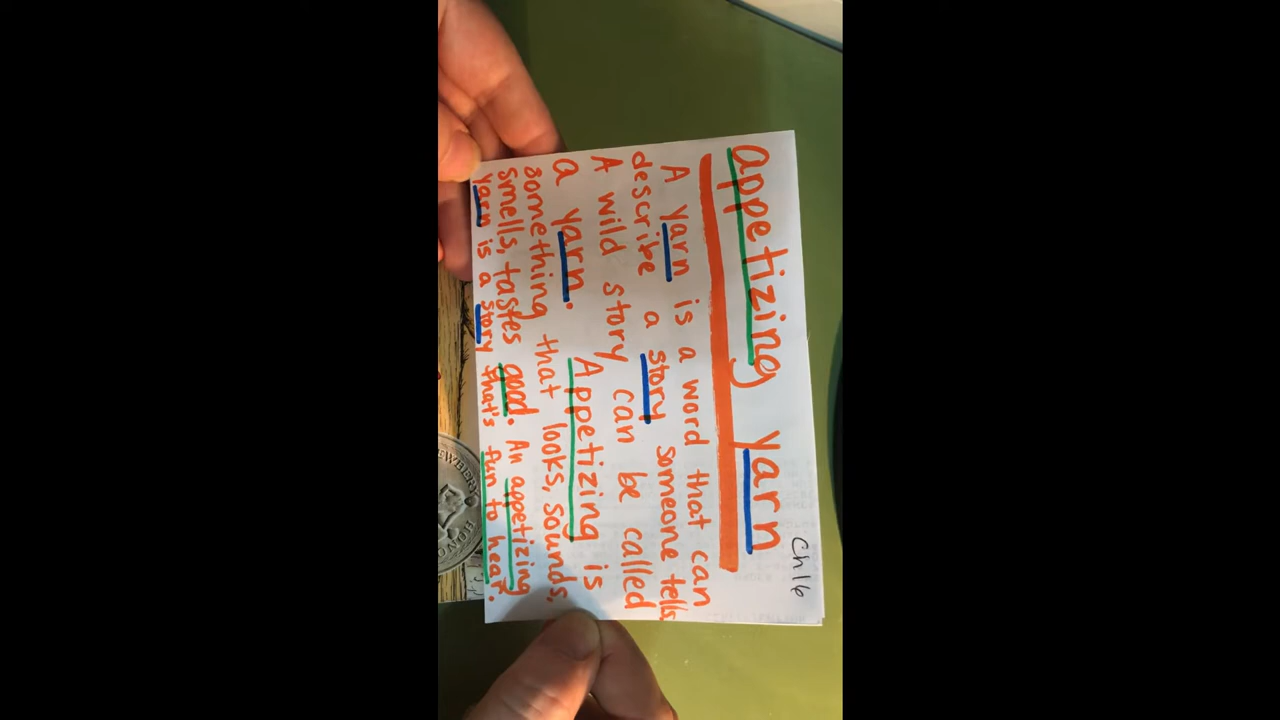 Ch16
appetizing yarn
A yarn is a word that can
describe a story someone tells.
A wild story can be called
a yarn. Appetizing is
something that looks, sounds,
smells, tastes good. An appetizing
yarn is a story that's fun to hear.